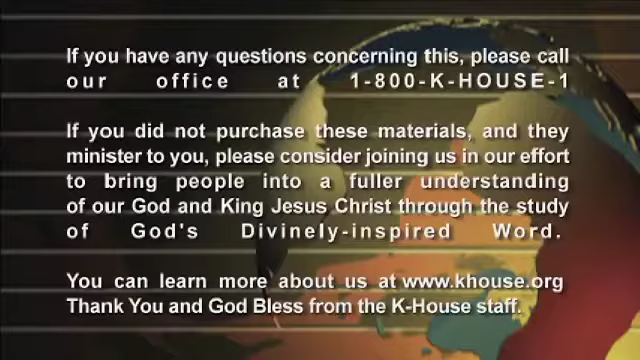 If you have any questions concerning this, please call
our office at 1-800-K-HOUSE-1
If you did not purchase these materials, and they
minister to you, please consider joining us in our effort
to bring people into a fuller understanding
of our God and King Jesus Christ through the study
of God's Divinely-inspired Word.
You can learn more about us at www.khouse.org
Thank You and God Bless from the K-House staff.